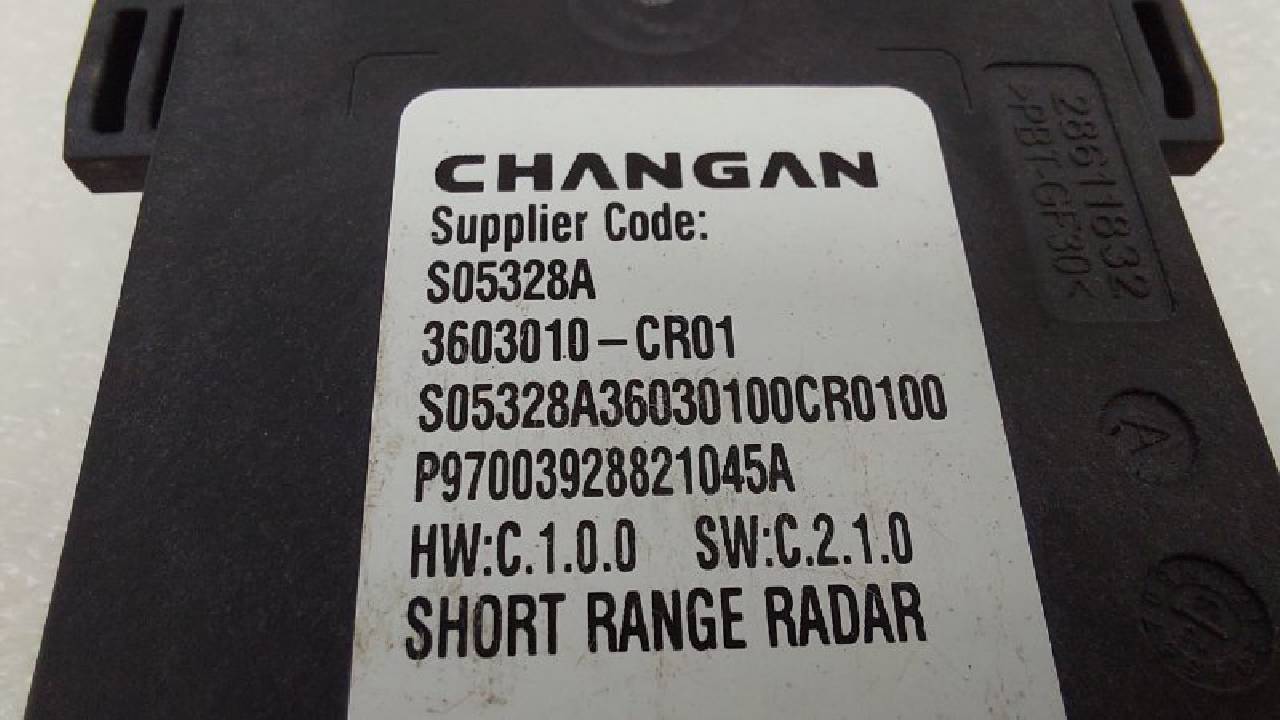 CHANGAN
Supplier Code:
S05328A
3603010-CR01
S05328A36030100CR0100
P97003928821045A
HW:C.1.0.0 SW:C.2.1.0
SHORT RANGE RADAR
28611832
>PBT-GF30<
A